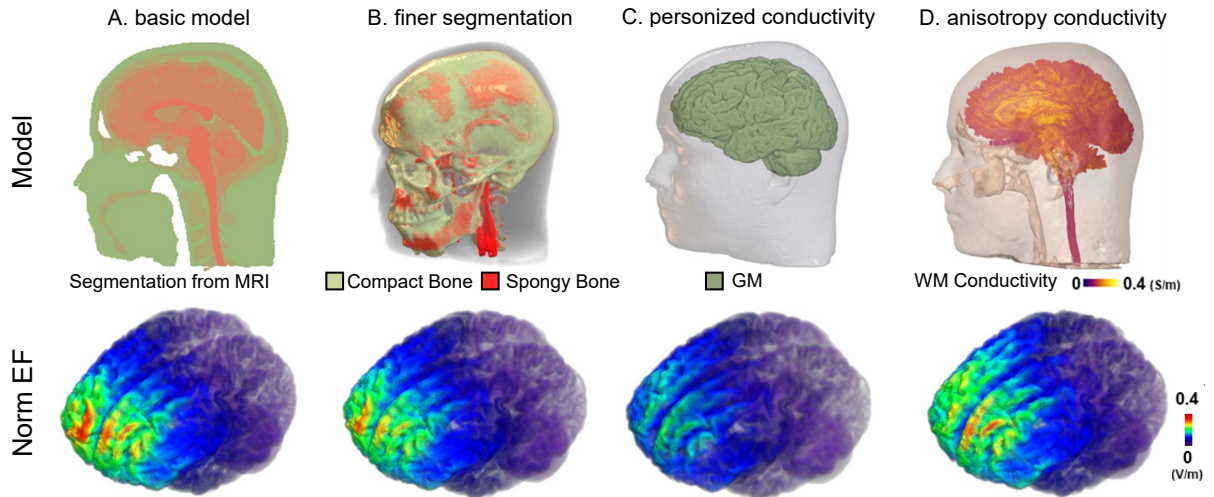 A. basic model
B. finer segmentation
C. personized conductivity
D. anisotropy conductivity
Model
Segmentation from MRI
Compact Bone
Spongy Bone
GM
WM Conductivity
0
0.4 (S/m)
Norm EF
0.4
0
(V/m)